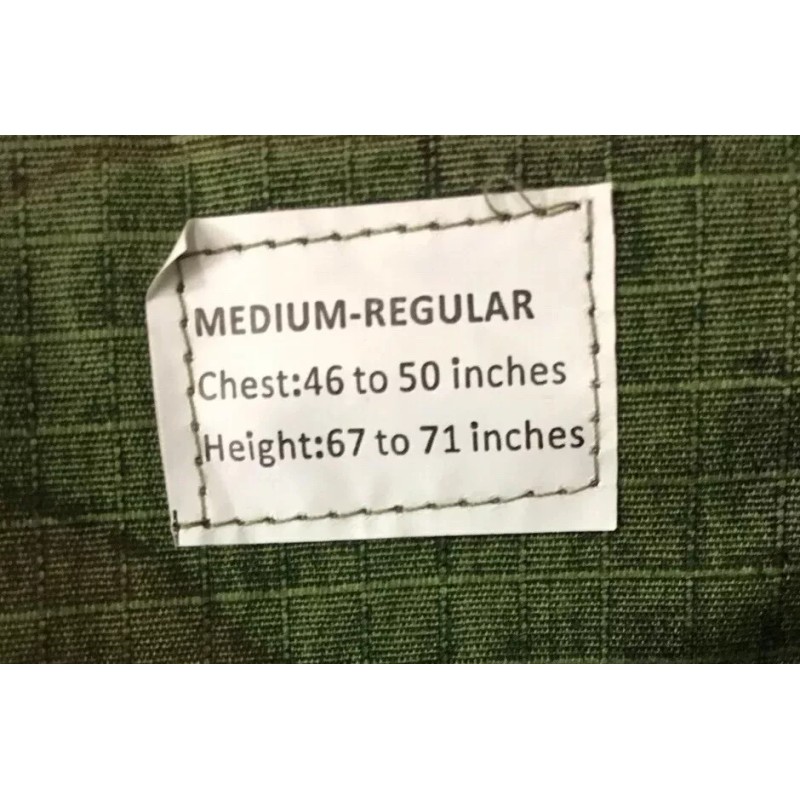 MEDIUM-REGULAR
Chest:46 to 50 inches
Height:67 to 71 inches